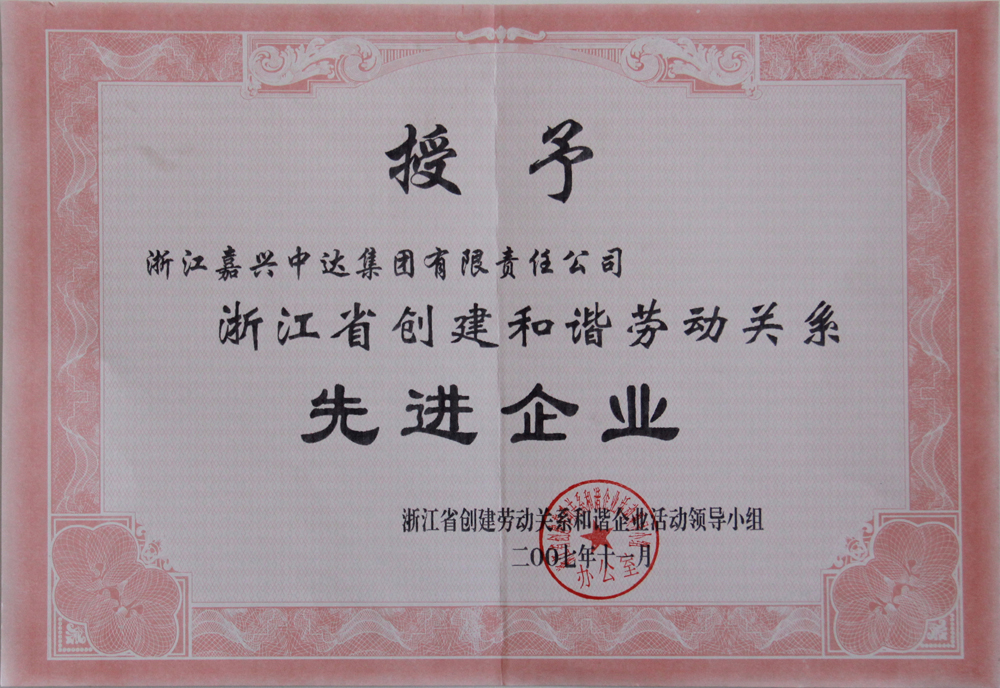 授予
浙江嘉兴中达集团有限责任公司
浙江省创建和谐劳动关系
先进企业
浙江省创建劳动关系和谐企业活动领导小组
二00七年十一月
办公室